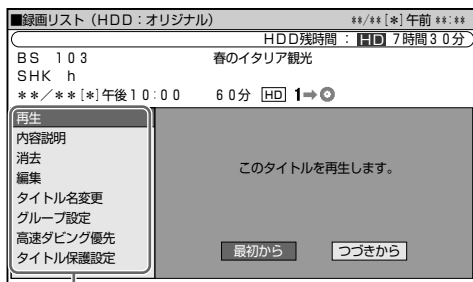 ■録画リスト（HDD：オリジナル） **/**[*]午前**:**
HDD残時間：HD 7時間30分
BS 103 春のイタリア観光
SHK h
**/**[*]午後10:00 60分 HD 1➡
再生
内容説明
消去
編集
タイトル名変更
グループ設定
高速ダビング優先
タイトル保護設定
このタイトルを再生します。
最初から つづきから